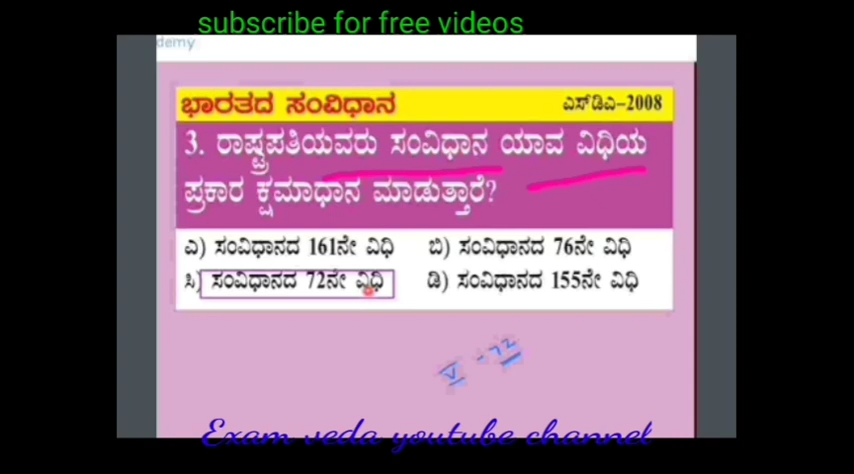 subscribe for free videos
demy
ಭಾರತದ ಸಂವಿಧಾನ ಎಸ್‌ಡಿಎ-2008
3. ರಾಷ್ಟ್ರಪತಿಯವರು ಸಂವಿಧಾನ ಯಾವ ವಿಧಿಯ
ಪ್ರಕಾರ ಕ್ಷಮಾಧಾನ ಮಾಡುತ್ತಾರೆ?
ಎ) ಸಂವಿಧಾನದ 161ನೇ ವಿಧಿ ಬಿ) ಸಂವಿಧಾನದ 76ನೇ ವಿಧಿ
ಸಿ) ಸಂವಿಧಾನದ 72ನೇ ವಿಧಿ ಡಿ) ಸಂವಿಧಾನದ 155ನೇ ವಿಧಿ
V - 72
Exam veda youtube channel